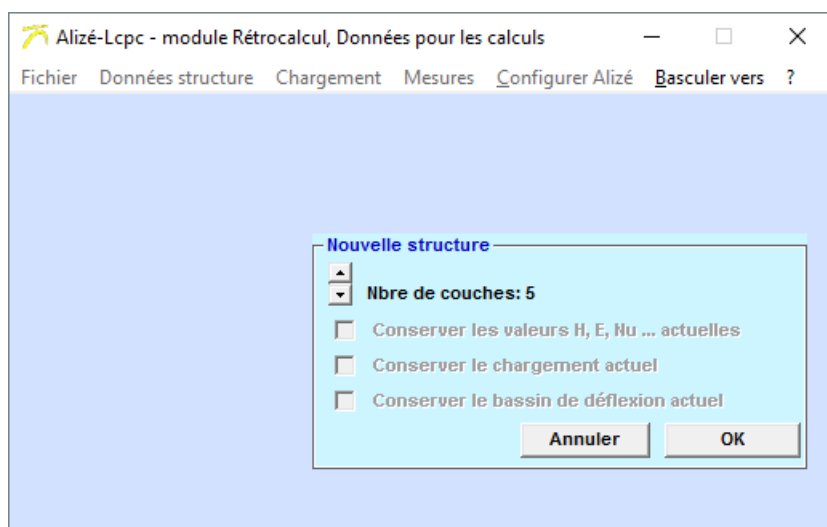 Alizé-Lcpc - module Rétrocalcul, Données pour les calculs
Fichier Données structure Chargement Mesures Configurer Alizé Basculer vers ?
Nouvelle structure
Nbre de couches: 5
Conserver les valeurs H, E, Nu ... actuelles
Conserver le chargement actuel
Conserver le bassin de déflexion actuel
Annuler OK